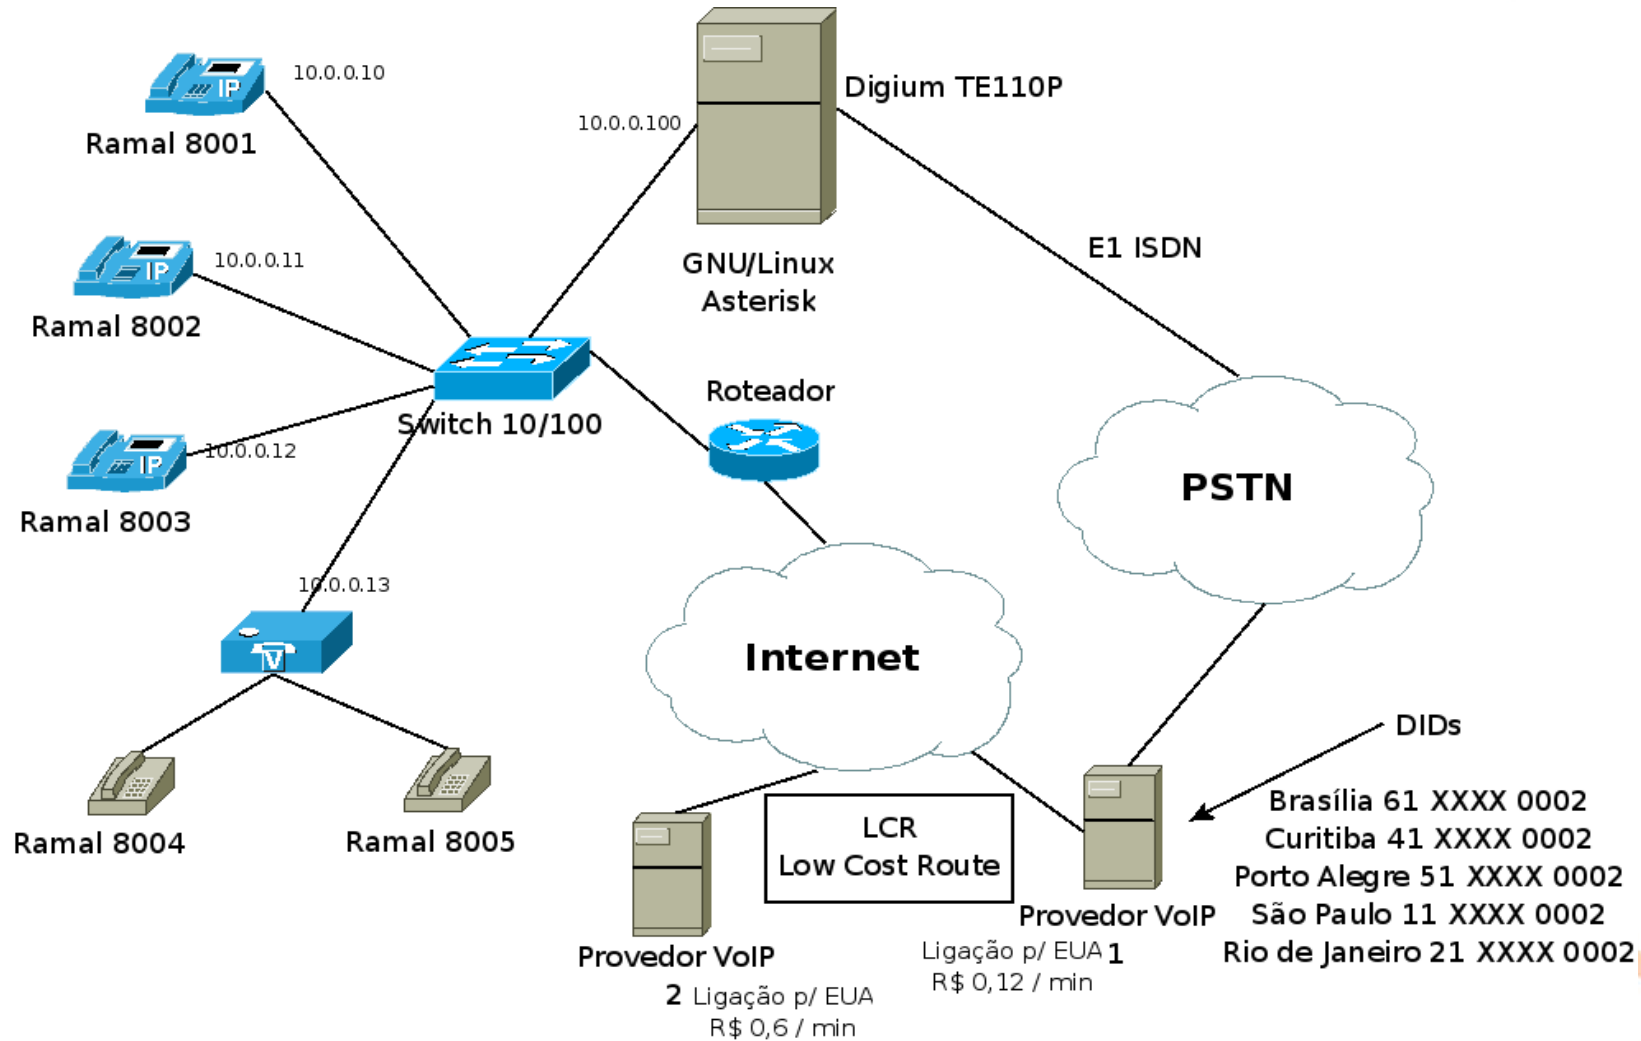 10.0.0.10
IP
Ramal 8001
10.0.0.100
Digium TE110P
GNU/Linux
Asterisk
E1 ISDN
10.0.0.11
IP
Ramal 8002
10.0.0.12
IP
Ramal 8003
Switch 10/100
Roteador
PSTN
10.0.0.13
V
Internet
Ramal 8004
Ramal 8005
LCR
Low Cost Route
DIDs
Brasília 61 XXXX 0002
Curitiba 41 XXXX 0002
Porto Alegre 51 XXXX 0002
São Paulo 11 XXXX 0002
Rio de Janeiro 21 XXXX 0002
Provedor VoIP
1
Ligação p/ EUA
R$ 0,12 / min
Provedor VoIP
2
Ligação p/ EUA
R$ 0,6 / min